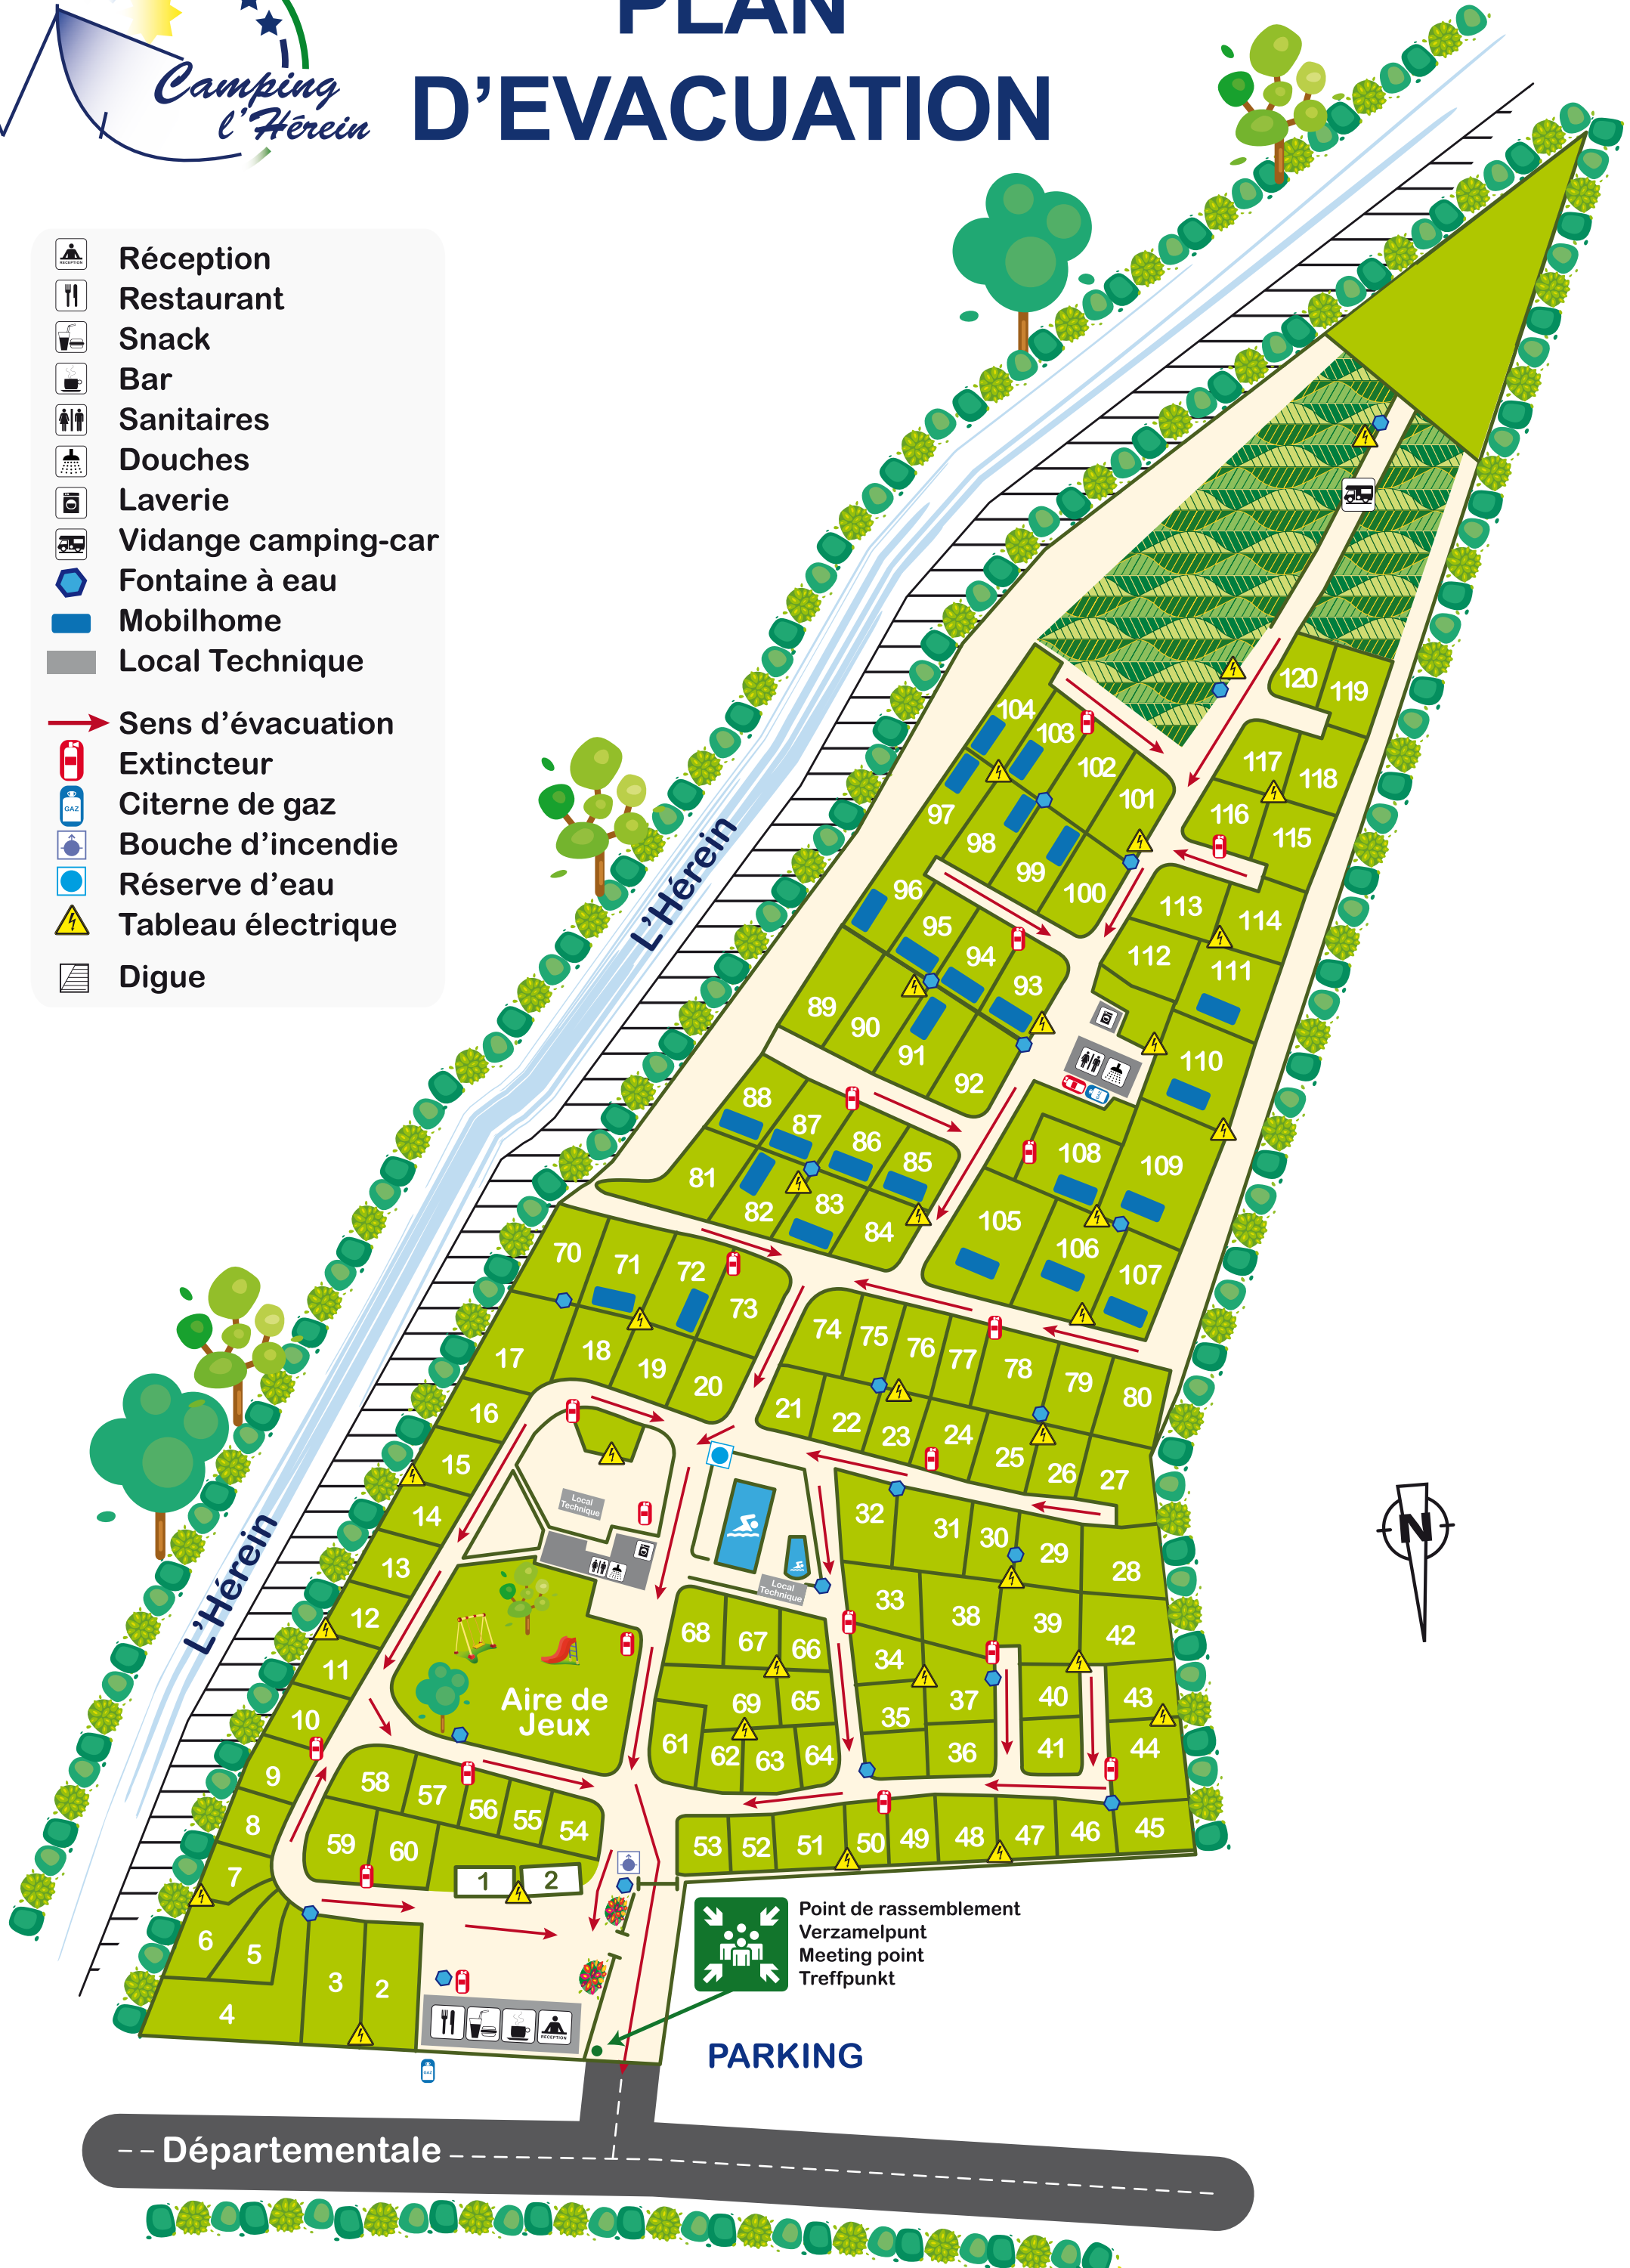 PLAN
D'EVACUATION
Camping
l'Hérein
Réception
Restaurant
Snack
Bar
Sanitaires
Douches
Laverie
Vidange camping-car
Fontaine à eau
Mobilhome
Local Technique
Sens d'évacuation
Extincteur
GAZ
Citerne de gaz
Bouche d'incendie
Réserve d'eau
Tableau électrique
Digue
RECEPTION
L'Hérein
L'Hérein
120
119
104
103
102
101
117
118
116
115
97
98
99
100
96
95
94
93
113
114
112
111
89
90
91
92
110
88
87
86
85
108
109
81
82
83
84
105
106
107
70
71
72
73
74
75
76
77
78
79
80
17
18
19
20
21
22
23
24
25
26
27
16
15
14
13
12
11
10
9
8
7
6
5
4
3
2
Local
Technique
Local
Technique
32
31
30
29
28
33
38
39
42
34
37
40
43
35
36
41
44
68
67
66
69
65
61
62
63
64
Aire de
Jeux
58
57
56
55
54
59
60
1
2
53
52
51
50
49
48
47
46
45
N
Point de rassemblement
Verzamelpunt
Meeting point
Treffpunkt
RECEPTION
GAZ
PARKING
Départementale